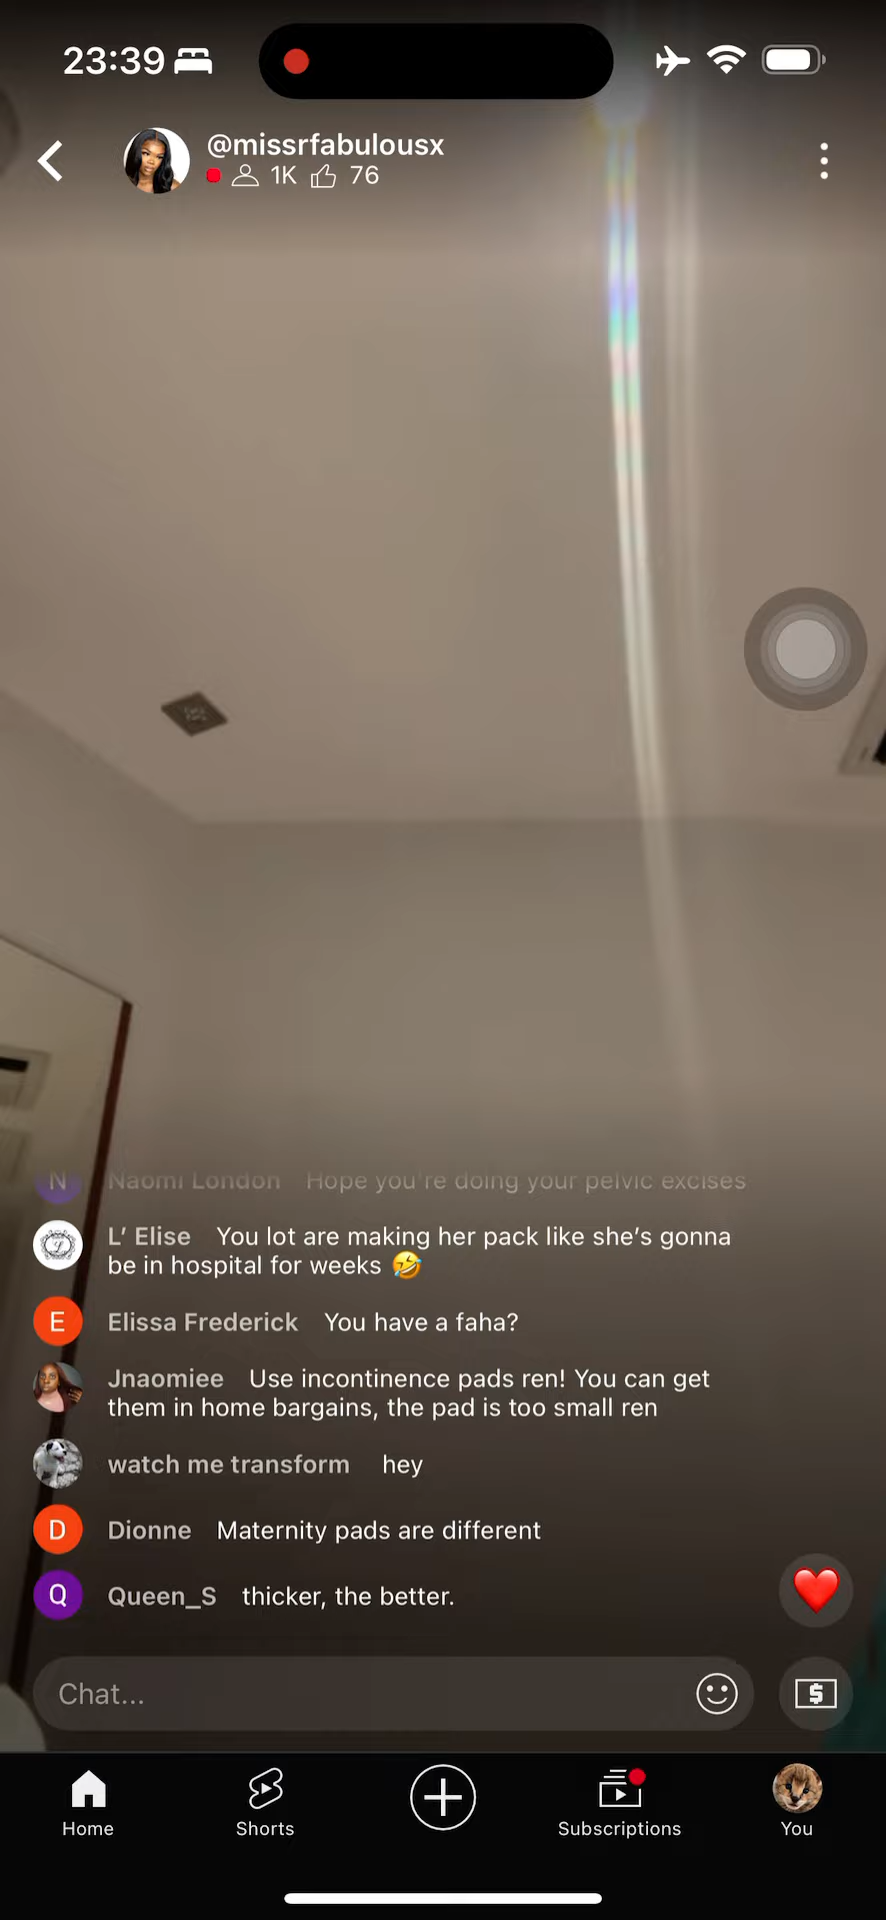 23:39
@missrfabulousx
1K 76
Naomi London Hope you're doing your pelvic excises
L' Elise You lot are making her pack like she's gonna
be in hospital for weeks 🤣
Elissa Frederick You have a faha?
Jnaomiee Use incontinence pads ren! You can get
them in home bargains, the pad is too small ren
watch me transform hey
Dionne Maternity pads are different
Queen_S thicker, the better.
Chat...
Home Shorts Subscriptions You